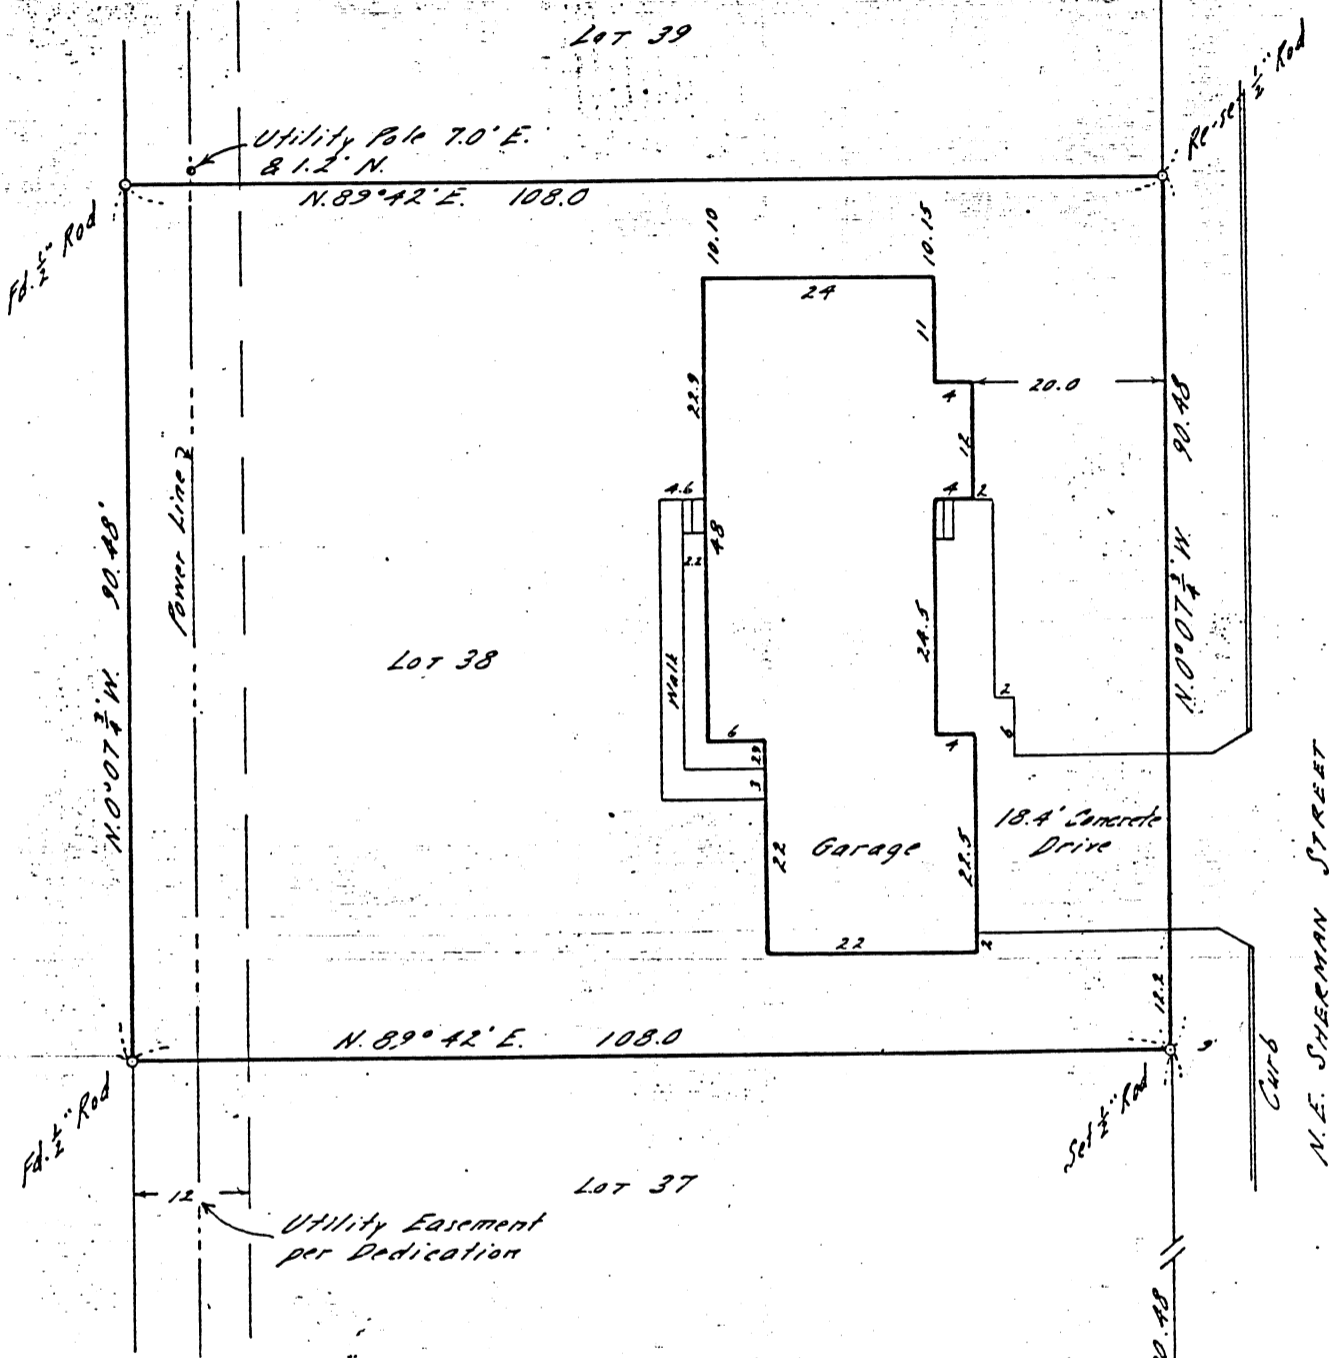 LOT 39
Utility Pole 7.0' E.
& 1.2' N.
Re-set 1/2" Rod
N. 89° 42' E. 108.0
Fd. 1/2" Rod
10.10
10.15
24
11
4
20.0
22.9
12
90.48
N. 0° 07 3/4' W.
Power Line
90.48'
N. 0° 07 3/4' W.
4.6
4
2
48
2.2
LOT 38
Walk
24.5
2
6
6
4
2.9
3
18.4' Concrete
Drive
Garage
22
22.5
22
2
12.2
N. 89° 42' E. 108.0
Fd. 1/2" Rod
Set 1/2" Rod
Curb
N.E. SHERMAN STREET
LOT 37
12
Utility Easement
per Dedication